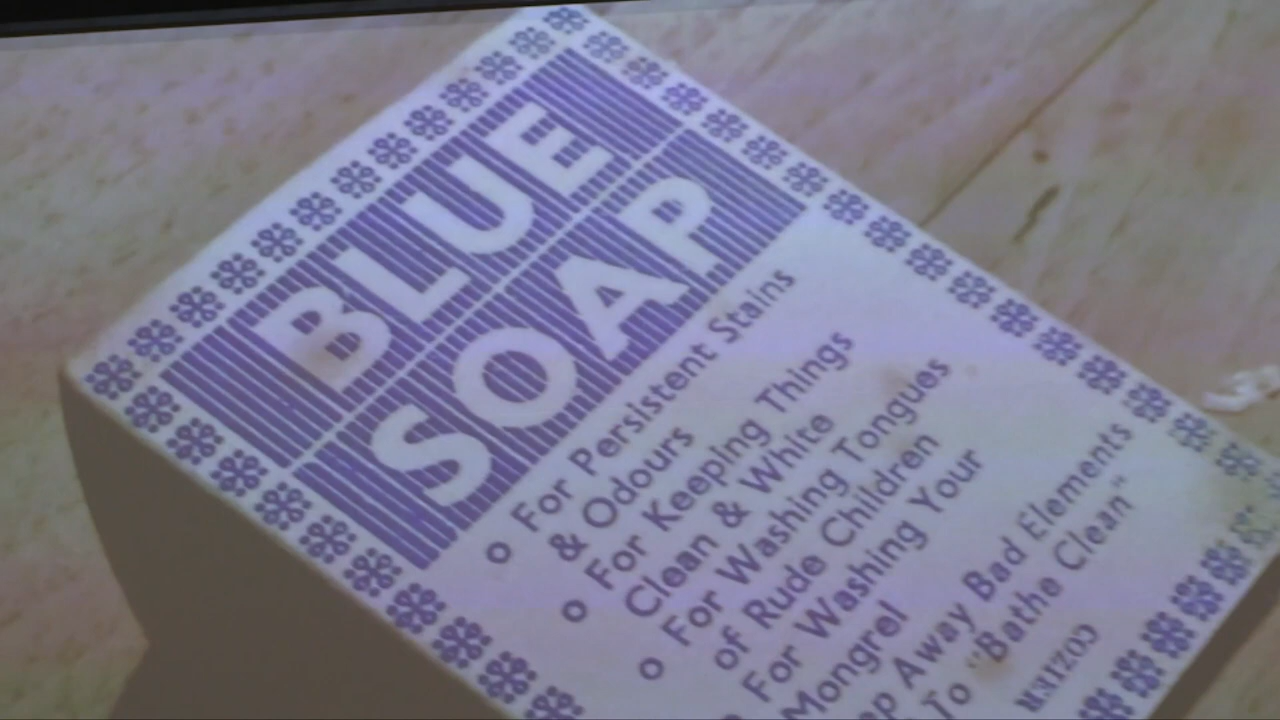 BLUE
SOAP
o For Persistent Stains
& Odours
o For Keeping Things
Clean & White
o For Washing Tongues
of Rude Children
For Washing Your
Mongrel
Away Bad Elements
To "Bathe Clean"
COZIER